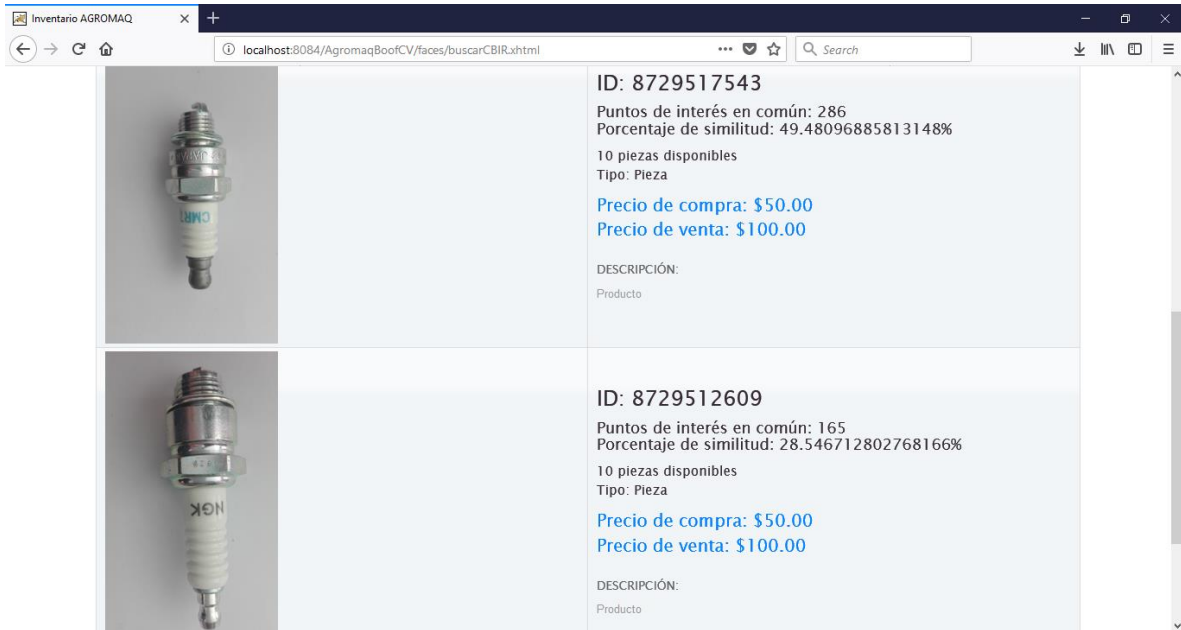 Inventario AGROMAQ
localhost:8084/AgromaqBoofCV/faces/buscarCBIR.xhtml
Search
ID: 8729517543
Puntos de interés en común: 286
Porcentaje de similitud: 49.48096885813148%
10 piezas disponibles
Tipo: Pieza
Precio de compra: $50.00
Precio de venta: $100.00
DESCRIPCIÓN:
Producto
JAPAN
CMR7
ID: 8729512609
Puntos de interés en común: 165
Porcentaje de similitud: 28.546712802768166%
10 piezas disponibles
Tipo: Pieza
Precio de compra: $50.00
Precio de venta: $100.00
DESCRIPCIÓN:
Producto
NGK